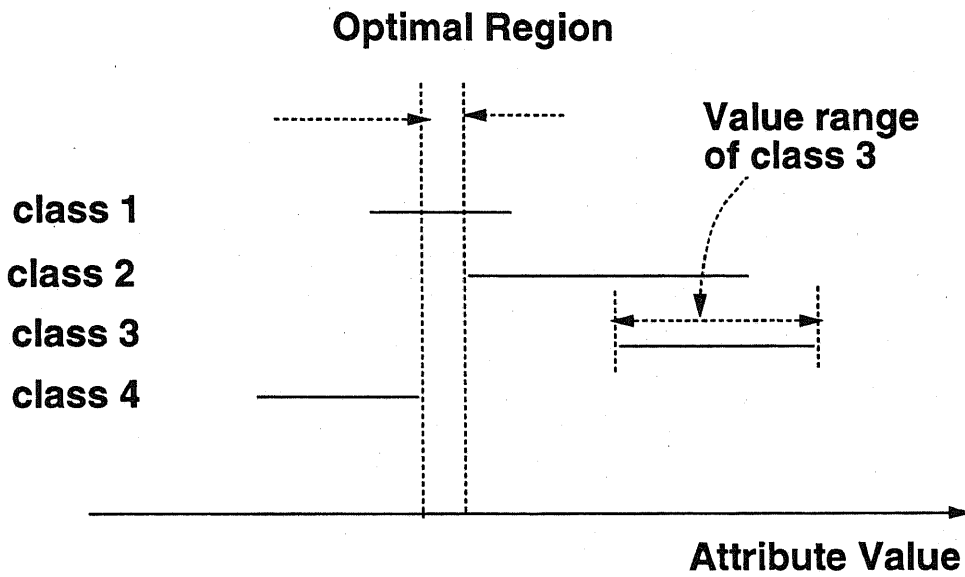 Optimal Region
Value range
of class 3
class 1
class 2
class 3
class 4
Attribute Value